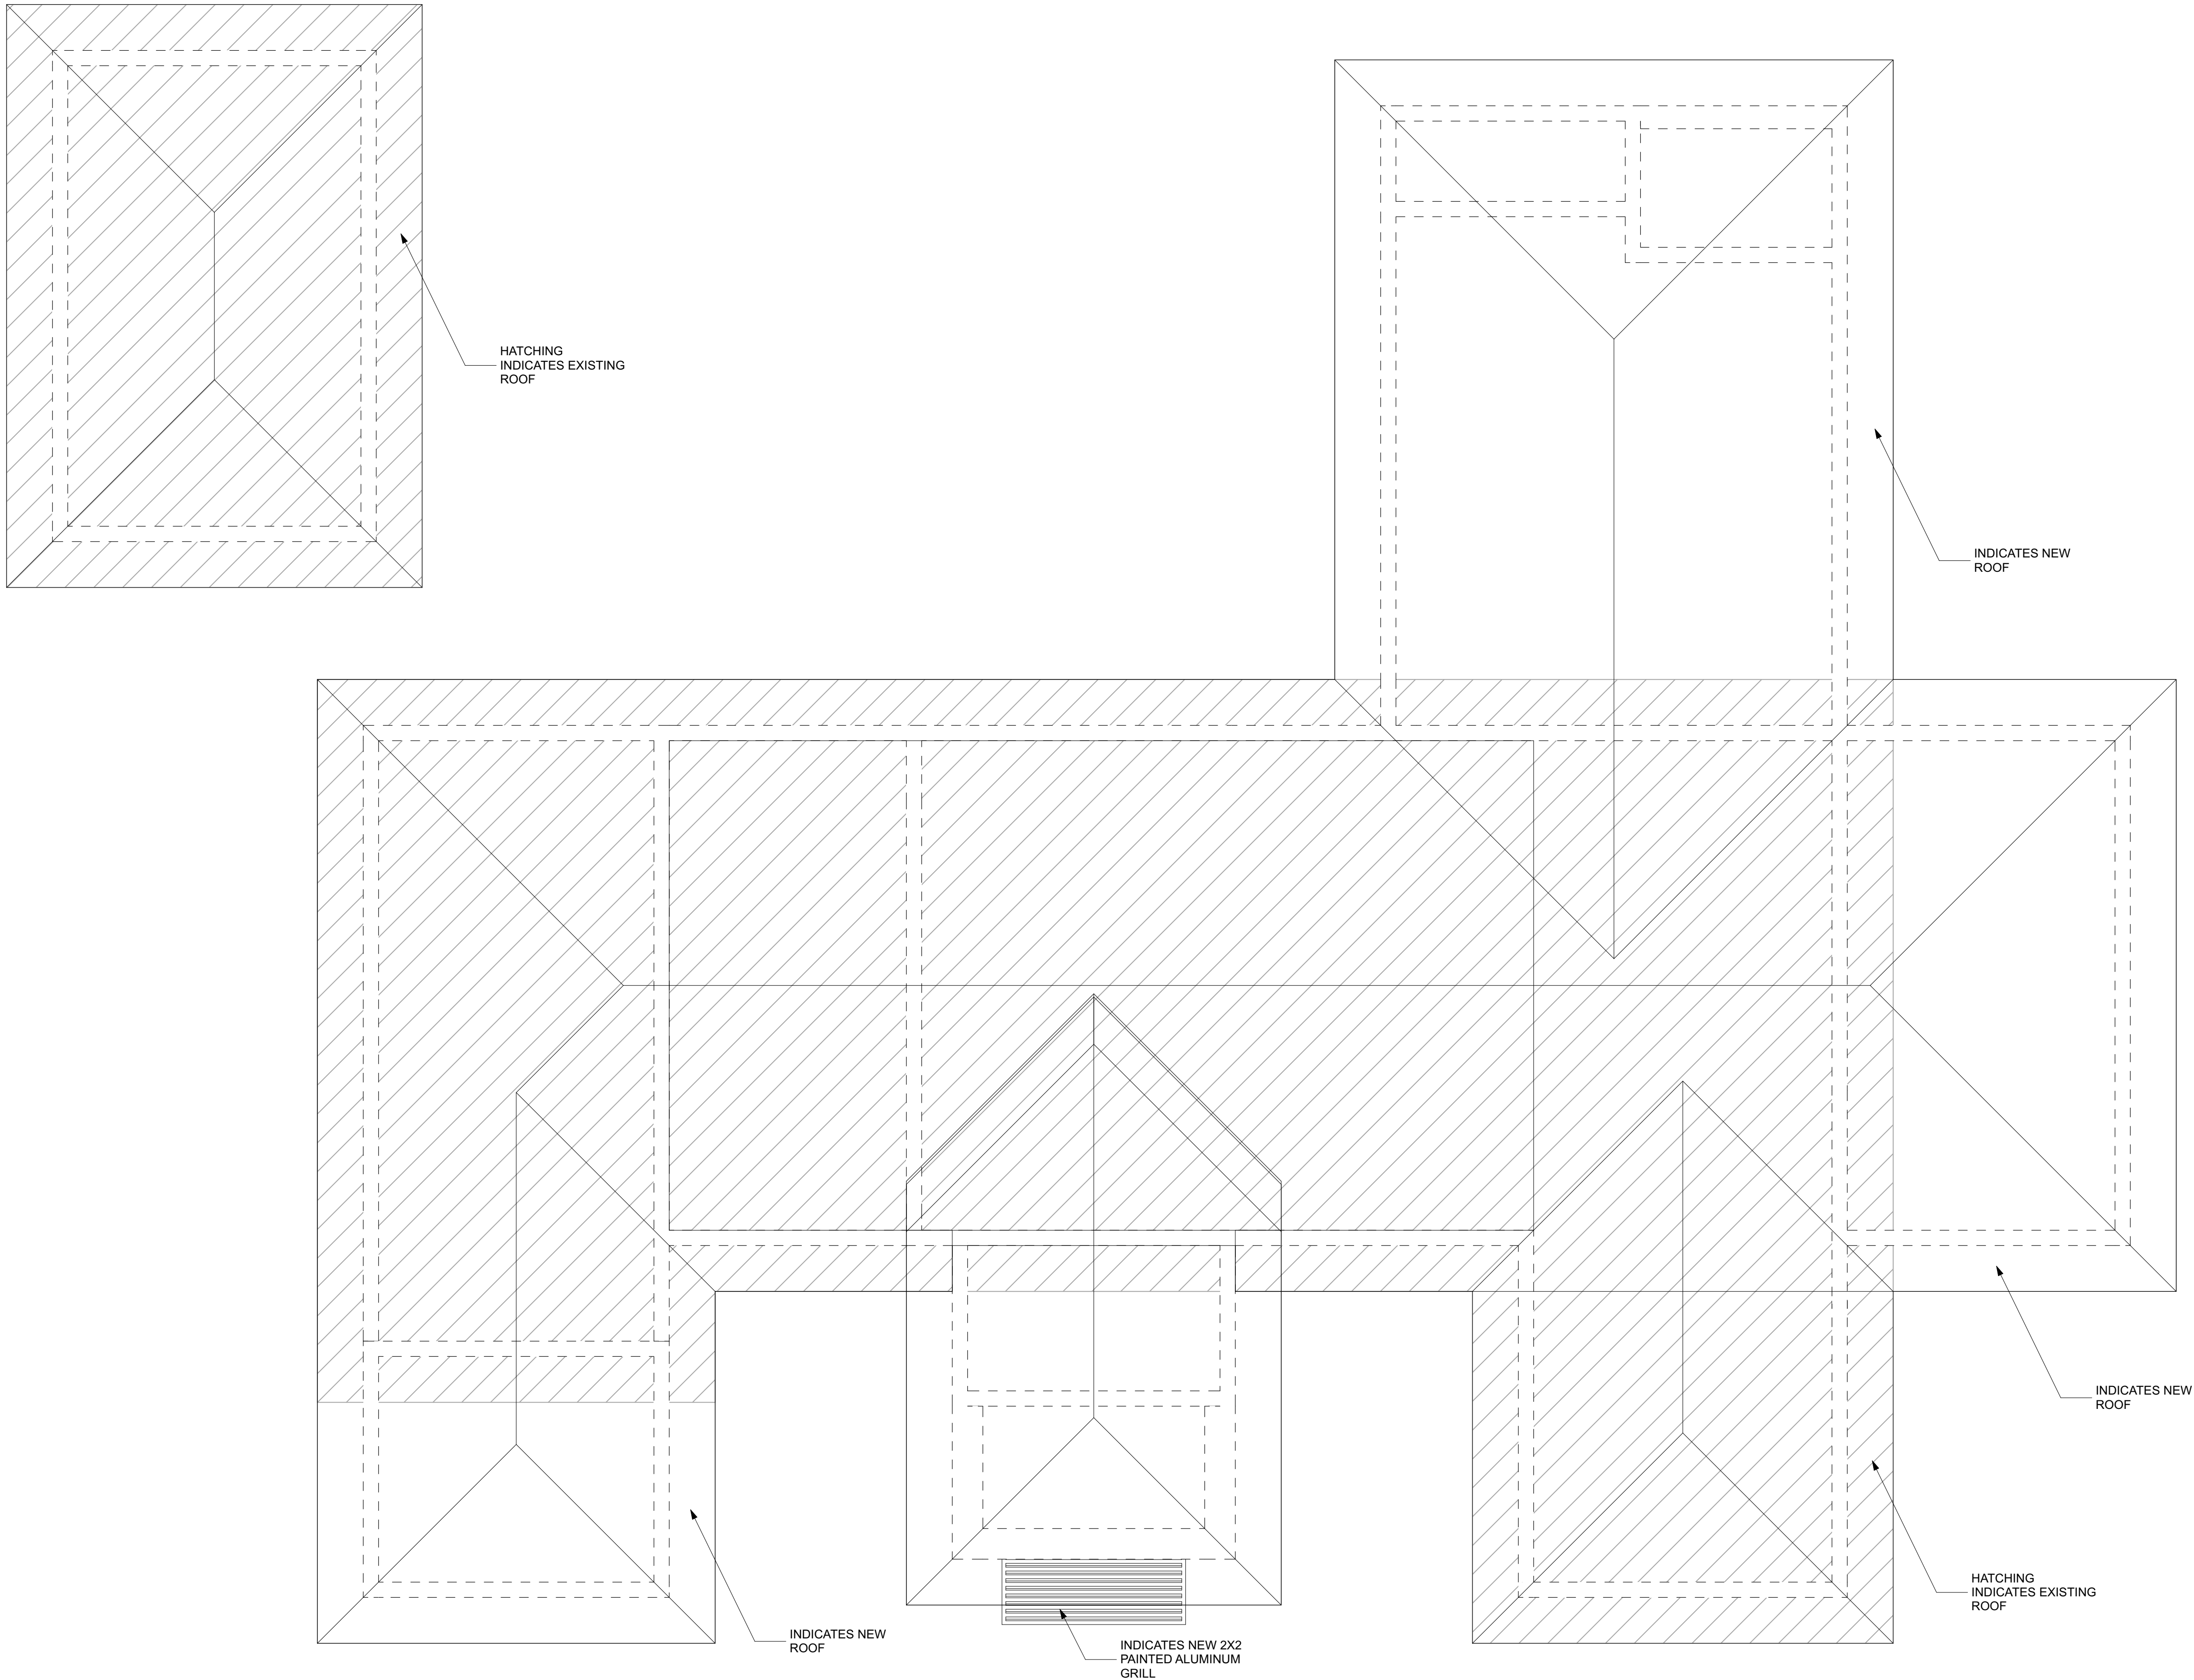 HATCHING
INDICATES EXISTING
ROOF
INDICATES NEW
ROOF
INDICATES NEW
ROOF
HATCHING
INDICATES EXISTING
ROOF
INDICATES NEW
ROOF
INDICATES NEW 2X2
PAINTED ALUMINUM
GRILL